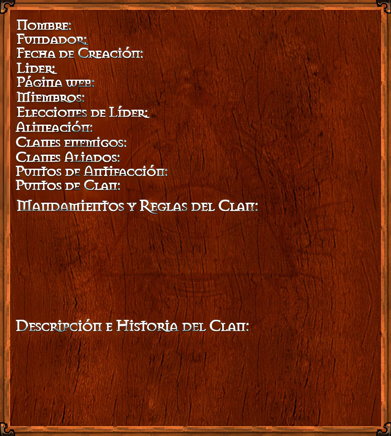 Nombre:
Fundador:
Fecha de Creación:
Lider:
Página web:
Miembros:
Elecciones de Líder:
Alineación:
Clanes enemigos:
Clanes Aliados:
Puntos de Antifacción:
Puntos de Clan:
Mandamientos y Reglas del Clan:
Descripción e Historia del Clan: